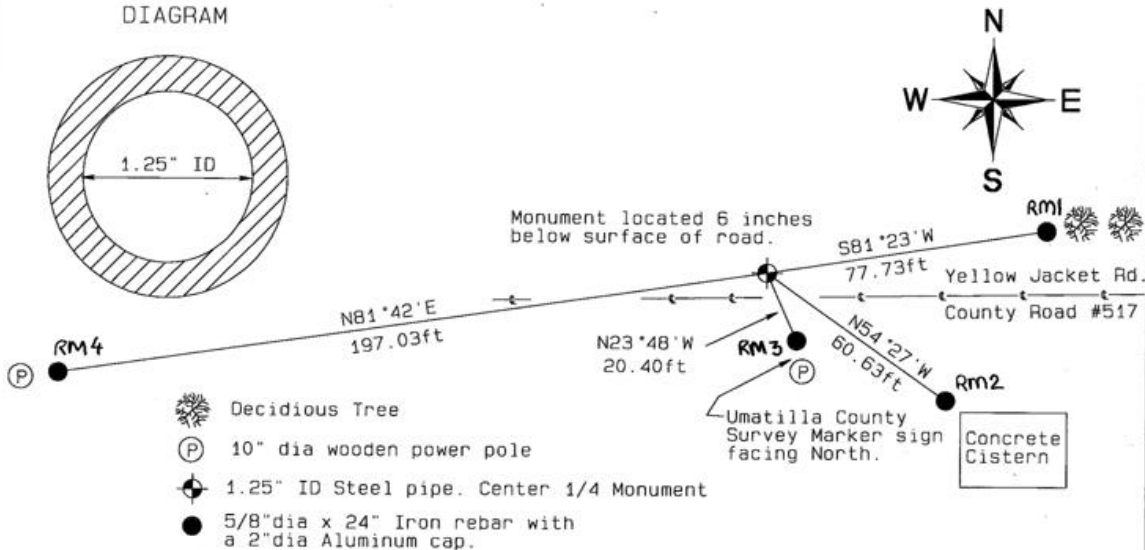 DIAGRAM
1.25" ID
N
W
E
S
Monument located 6 inches
below surface of road.
RM1
S81°23'W
77.73ft
Yellow Jacket Rd.
County Road #517
N81°42'E
197.03ft
RM4
P
N23°48'W
20.40ft
RM3
P
N54°27'W
60.63ft
RM2
Umatilla County
Survey Marker sign
facing North.
Concrete
Cistern
Decidious Tree
P 10" dia wooden power pole
1.25" ID Steel pipe. Center 1/4 Monument
5/8"dia x 24" Iron rebar with
a 2"dia Aluminum cap.